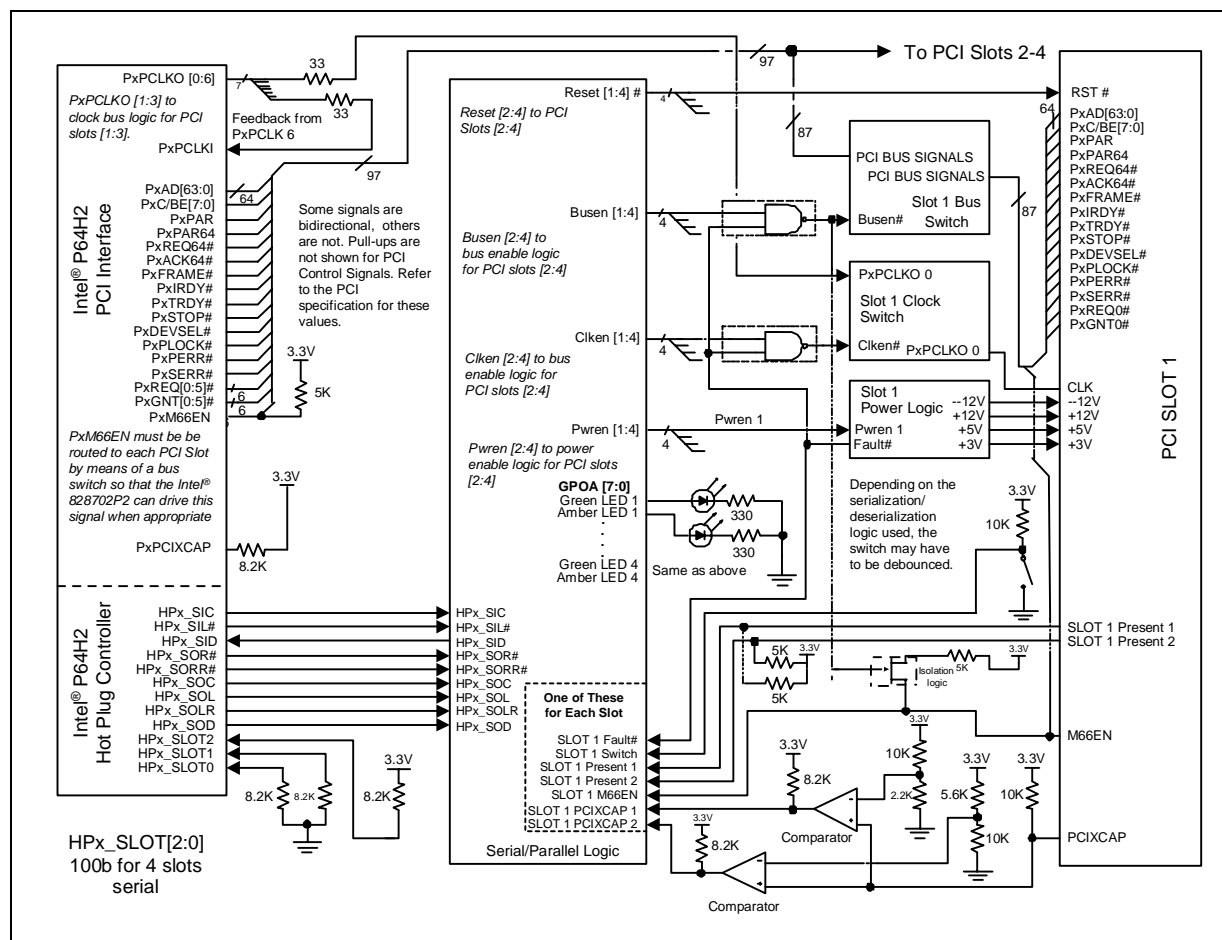 Intel® P64H2
PCI Interface
PxPCLKO [0:6]
7
33
33
PxPCLKO [1:3] to
clock bus logic for PCI
slots [1:3].
Feedback from
PxPCLK 6
PxPCLKI
97
PxAD[63:0]
64
PxC/BE[7:0]
PxPAR
PxPAR64
PxREQ64#
PxACK64#
PxFRAME#
PxIRDY#
PxTRDY#
PxSTOP#
PxDEVSEL#
PxPLOCK#
PxPERR#
PxSERR#
PxREQ[0:5]#
6
PxGNT[0:5]#
6
PxM66EN
3.3V
5K
Some signals are
bidirectional, others
are not. Pull-ups are
not shown for PCI
Control Signals. Refer
to the PCI
specification for these
values.
PxM66EN must be be
routed to each PCI Slot
by means of a bus
switch so that the Intel®
828702P2 can drive this
signal when appropriate
3.3V
PxPCIXCAP
8.2K
Intel® P64H2
Hot Plug Controller
HPx_SIC
HPx_SIL#
HPx_SID
HPx_SOR#
HPx_SORR#
HPx_SOC
HPx_SOL
HPx_SOLR
HPx_SOD
HPx_SLOT2
HPx_SLOT1
HPx_SLOT0
3.3V
8.2K
8.2K
8.2K
HPx_SLOT[2:0]
100b for 4 slots
serial
Reset [1:4] #
4
Reset [2:4] to PCI
Slots [2:4]
Busen [1:4]
4
Busen [2:4] to
bus enable logic
for PCI slots [2:4]
Clken [1:4]
4
Clken [2:4] to bus
enable logic for
PCI slots [2:4]
Pwren [1:4]
4
Pwren 1
Pwren [2:4] to power
enable logic for PCI slots
[2:4]
GPOA [7:0]
Green LED 1
Amber LED 1
330
330
Green LED 4
Amber LED 4
Same as above
HPx_SIC
HPx_SIL#
HPx_SID
HPx_SOR#
HPx_SORR#
HPx_SOC
HPx_SOL
HPx_SOLR
HPx_SOD
One of These
for Each Slot
SLOT 1 Fault#
SLOT 1 Switch
SLOT 1 Present 1
SLOT 1 Present 2
SLOT 1 M66EN
SLOT 1 PCIXCAP 1
SLOT 1 PCIXCAP 2
Serial/Parallel Logic
97
To PCI Slots 2-4
87
PCI BUS SIGNALS
PCI BUS SIGNALS
Slot 1 Bus
Switch
Busen#
87
PxPCLKO 0
Slot 1 Clock
Switch
Clken#
PxPCLKO 0
Slot 1
Power Logic
Pwren 1
Fault#
--12V
+12V
+5V
+3V
Depending on the
serialization/
deserialization
logic used, the
switch may have
to be debounced.
3.3V
10K
5K
3.3V
5K
Isolation
logic
5K
3.3V
3.3V
10K
2.2K
3.3V
8.2K
Comparator
3.3V
5.6K
10K
3.3V
10K
3.3V
8.2K
Comparator
PCI SLOT 1
RST #
64
PxAD[63:0]
PxC/BE[7:0]
PxPAR
PxPAR64
PxREQ64#
PxACK64#
PxFRAME#
PxIRDY#
PxTRDY#
PxSTOP#
PxDEVSEL#
PxPLOCK#
PxPERR#
PxSERR#
PxREQ0#
PxGNT0#
CLK
--12V
+12V
+5V
+3V
SLOT 1 Present 1
SLOT 1 Present 2
M66EN
PCIXCAP